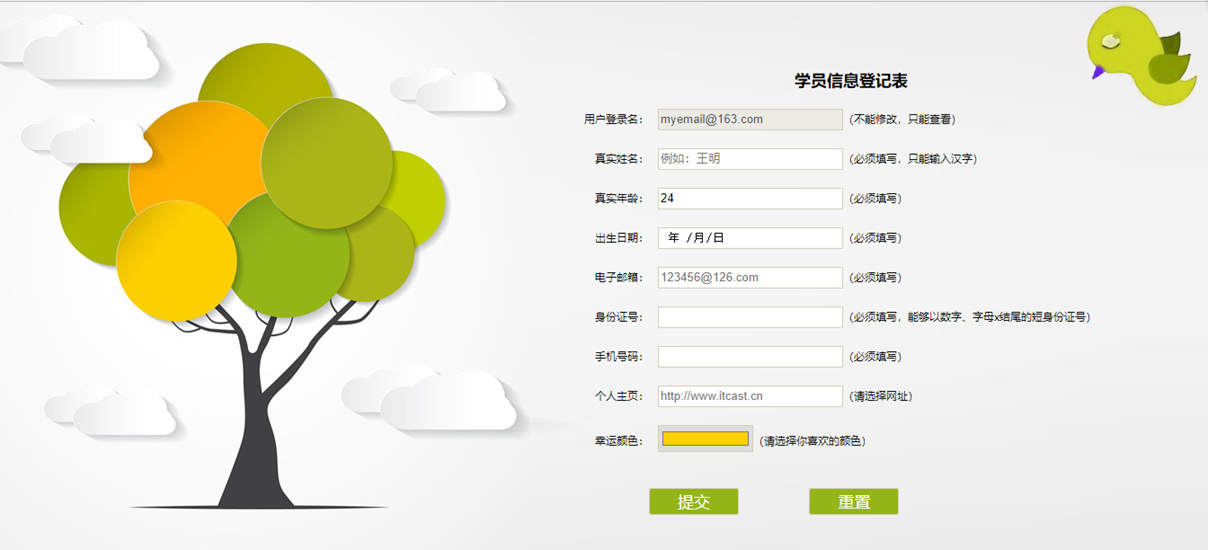 学员信息登记表
用户登录名： myemail@163.com （不能修改，只能查看）
真实姓名： 例如：王明 （必须填写，只能输入汉字）
真实年龄： 24 （必须填写）
出生日期： 年 /月/日 （必须填写）
电子邮箱： 123456@126.com （必须填写）
身份证号： （必须填写，能够以数字、字母x结尾的短身份证号）
手机号码： （必须填写）
个人主页： http://www.itcast.cn （请选择网址）
幸运颜色： （请选择你喜欢的颜色）
提交 重置